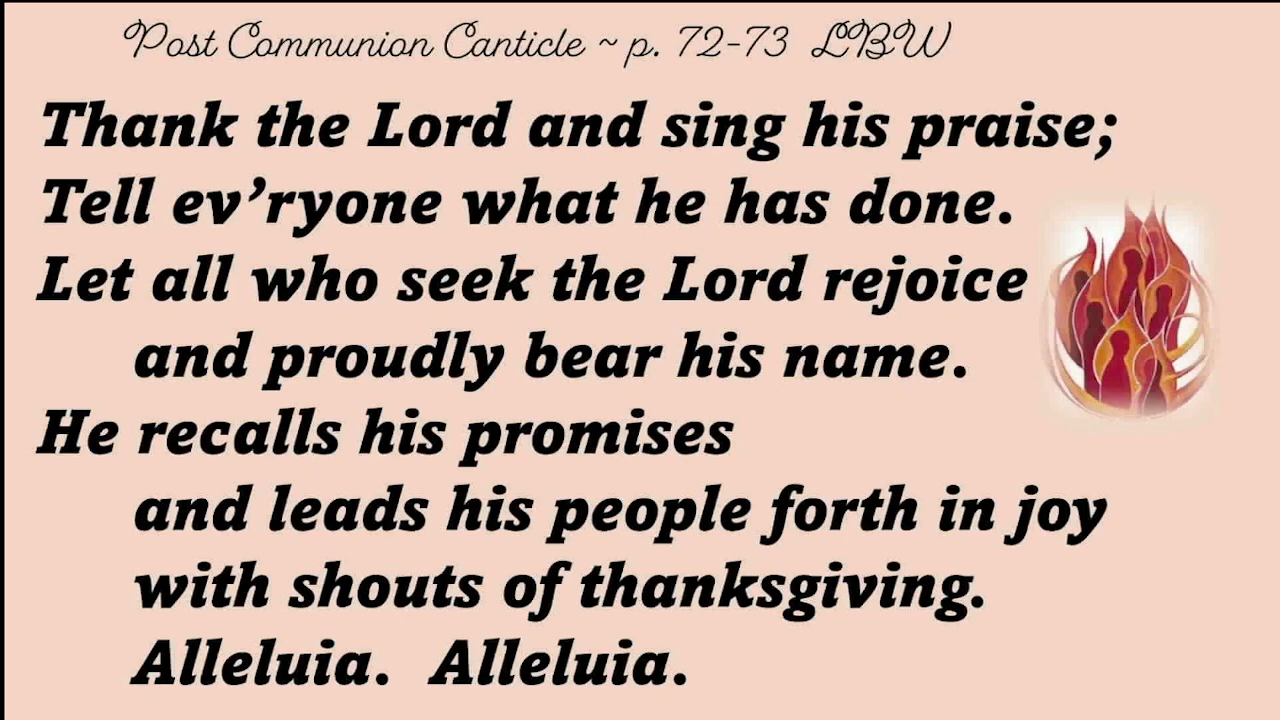 Post Communion Canticle ~ p. 72-73 LBW
Thank the Lord and sing his praise;
Tell ev’ryone what he has done.
Let all who seek the Lord rejoice
and proudly bear his name.
He recalls his promises
and leads his people forth in joy
with shouts of thanksgiving.
Alleluia. Alleluia.